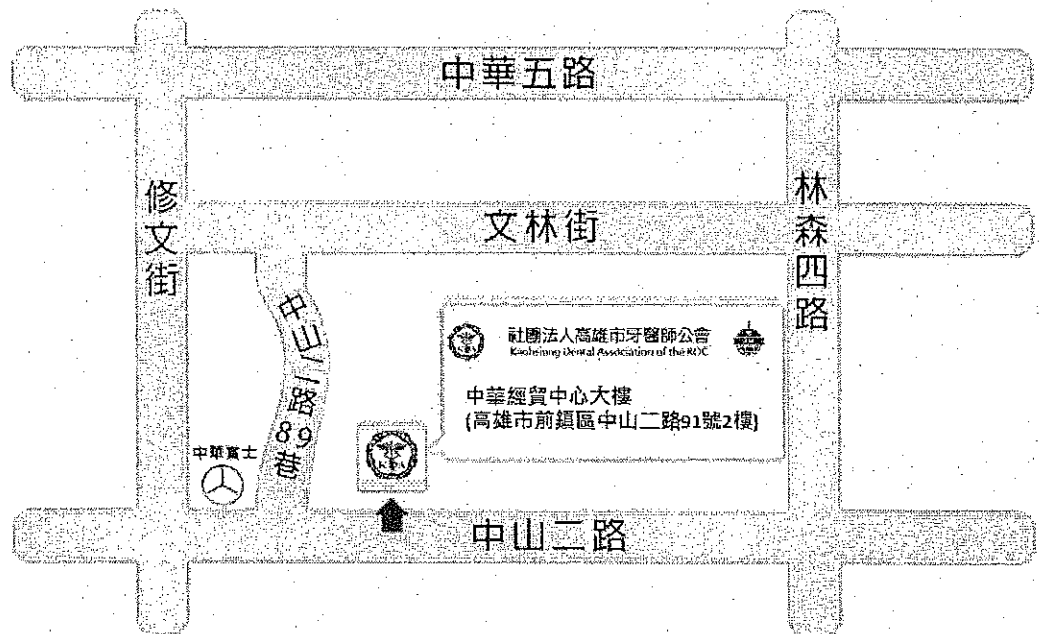 中華五路
修文街
文林街
林森四路
中山二路89巷
社團法人高雄市牙醫師公會
Kaohsiung Dental Association of the ROC
中華經貿中心大樓
(高雄市前鎮區中山二路91號2樓)
中華賓士
KDA
中山二路